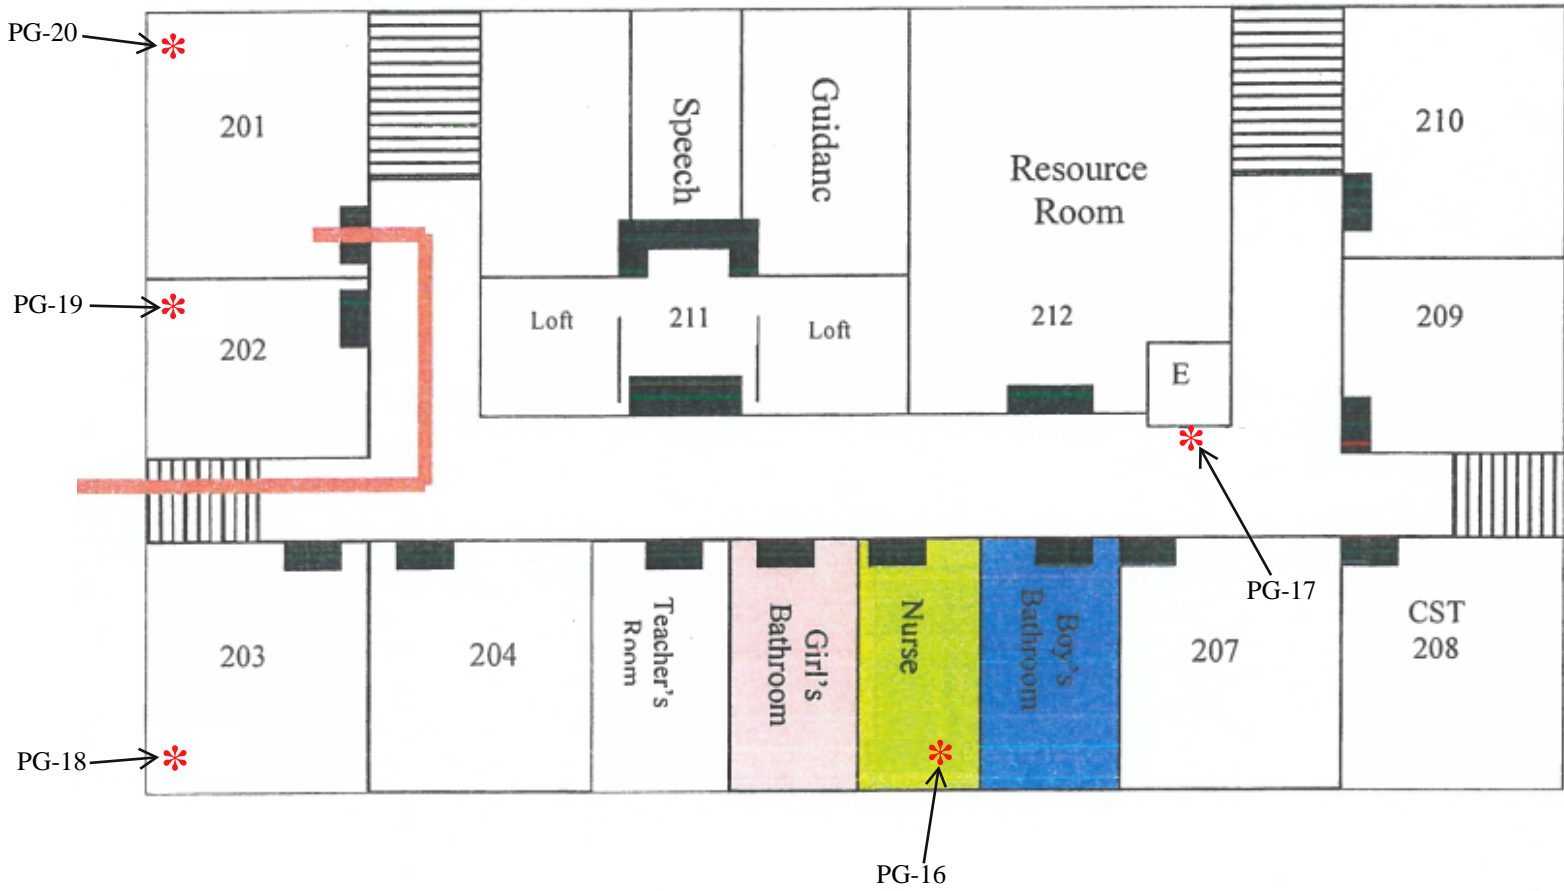 PG-20
201
Speech
Guidanc
Resource
Room
210
PG-19
202
Loft
211
Loft
212
E
209
PG-17
203
204
Teacher's
Room
Girl's
Bathroom
Nurse
Boy's
Bathroom
207
CST
208
PG-18
PG-16